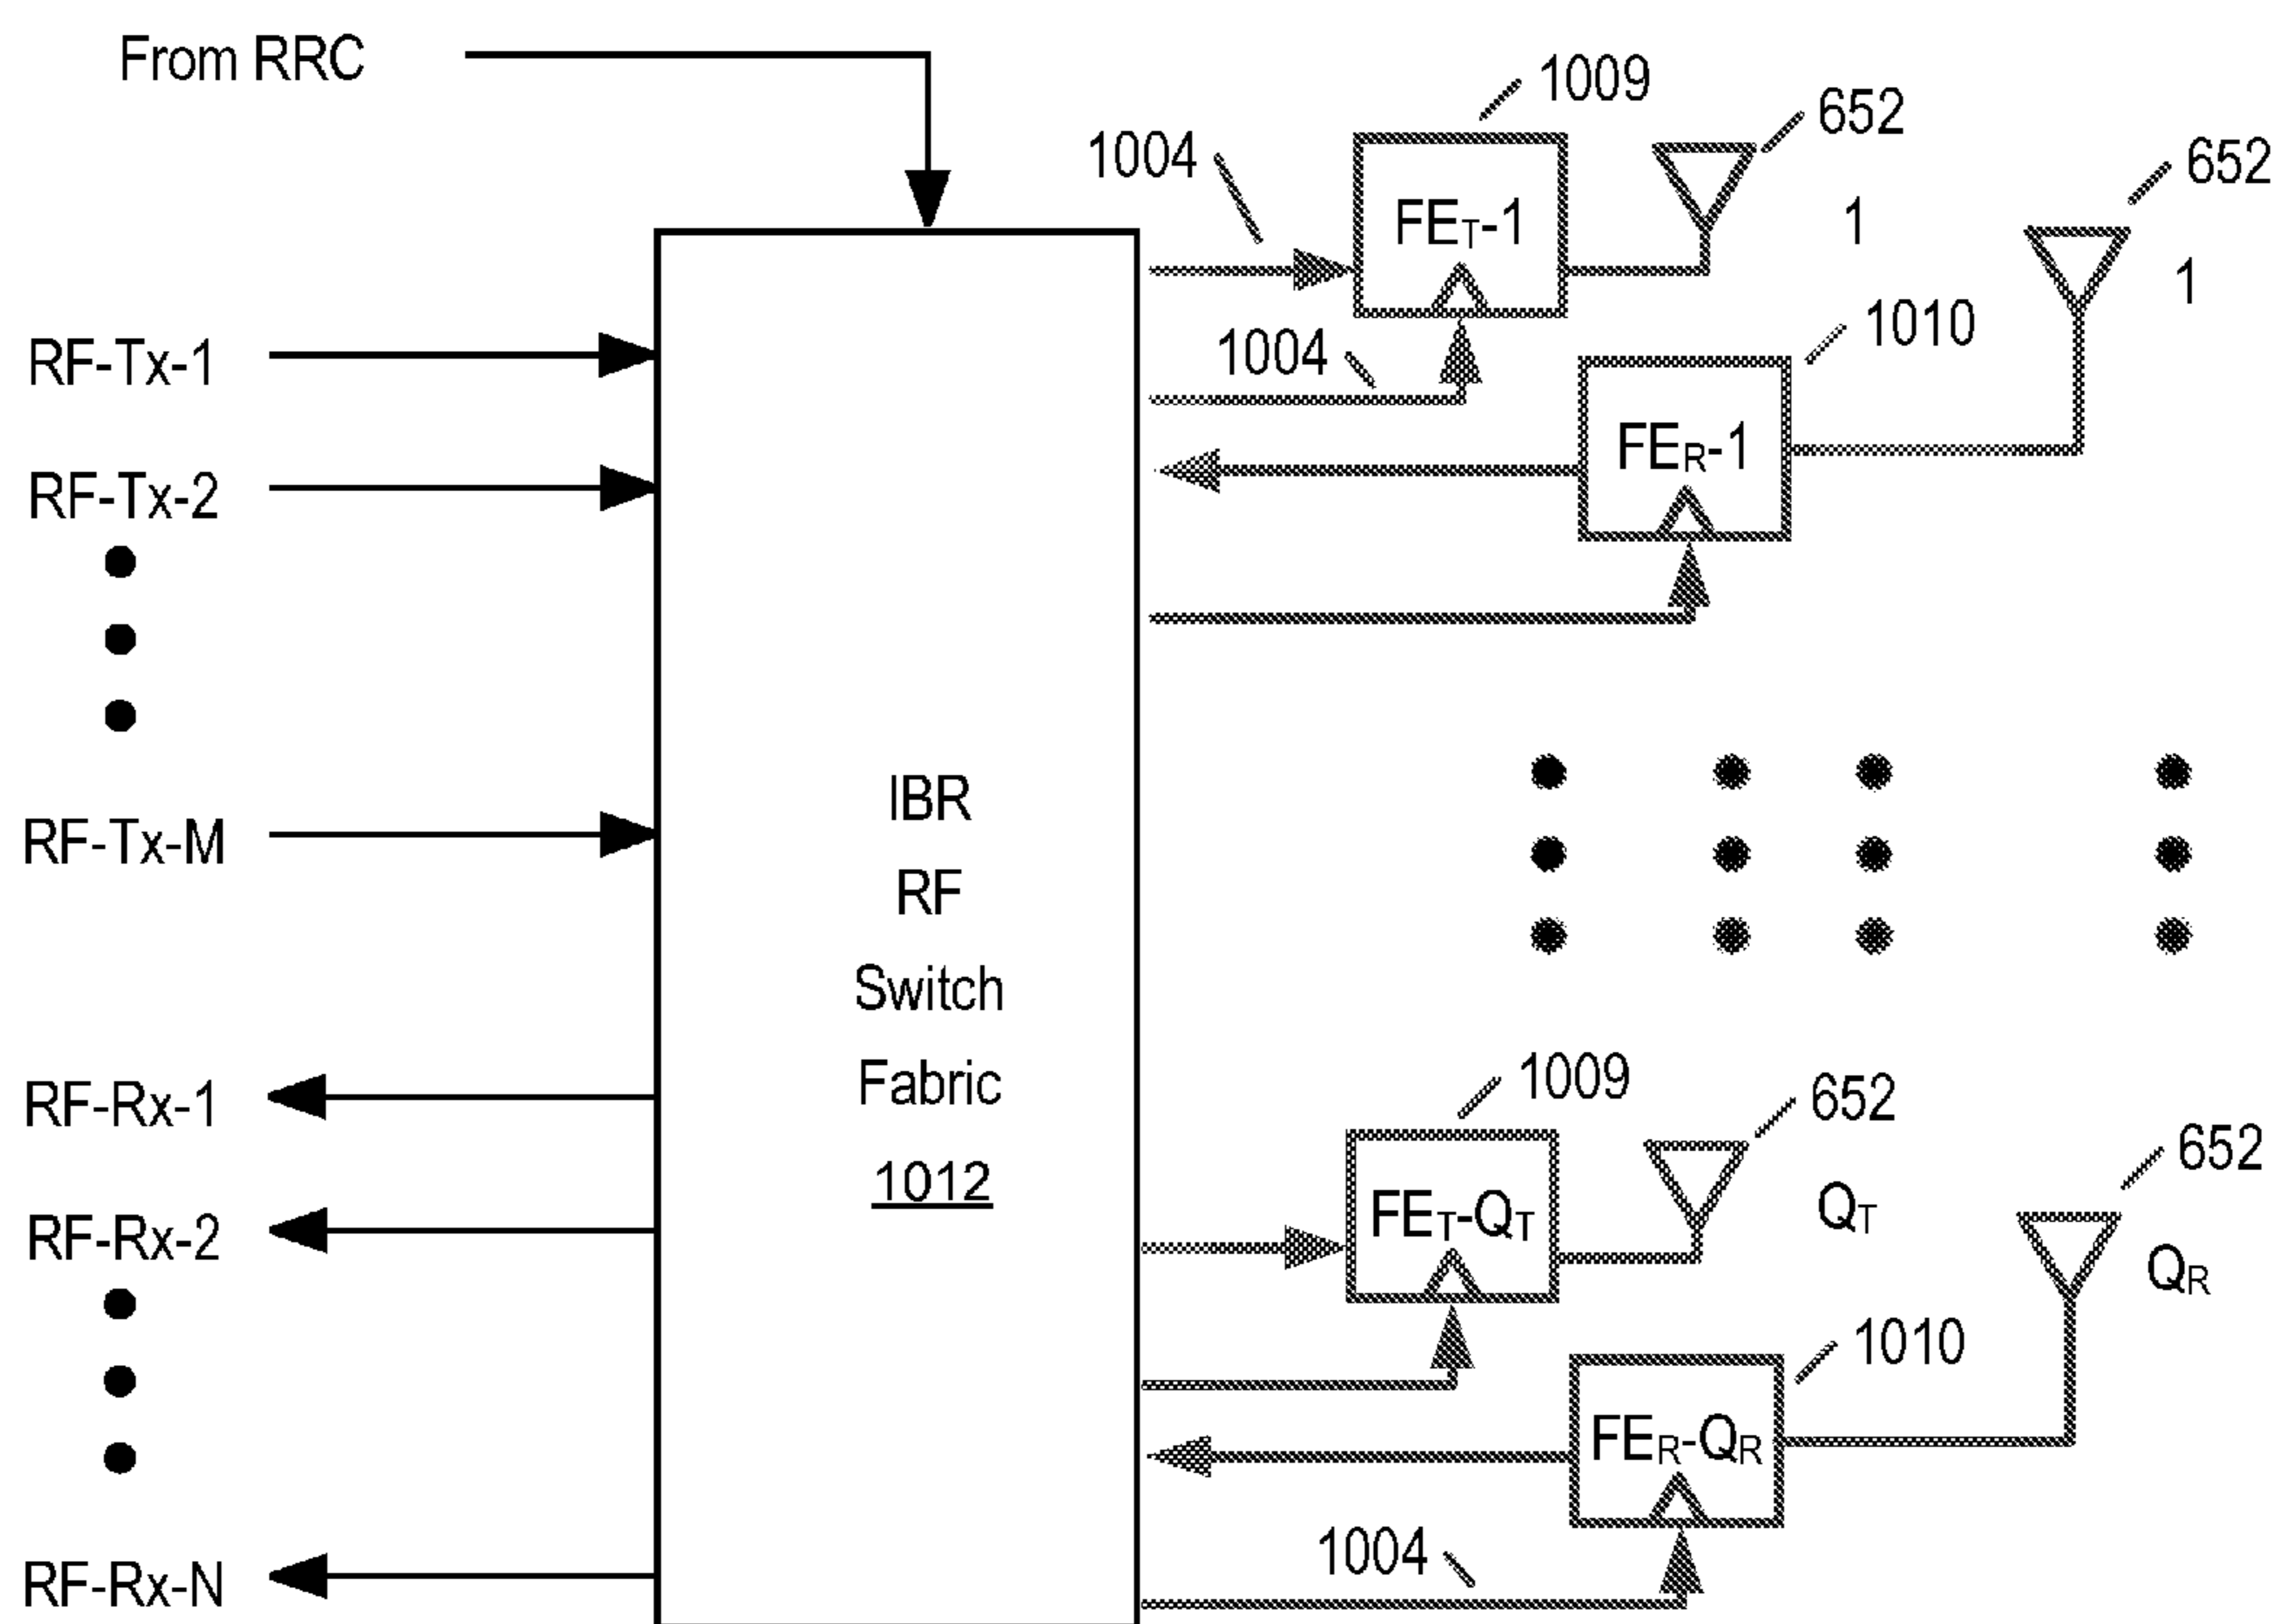 From RRC
1009
652
1004
652
FET-1
1
1
1010
1004
RF-Tx-1
FER-1
RF-Tx-2
RF-Tx-M
IBR
RF
Switch
Fabric
1012
RF-Rx-1
RF-Rx-2
RF-Rx-N
1009
652
652
FET-QT
QT
QR
1010
FER-QR
1004